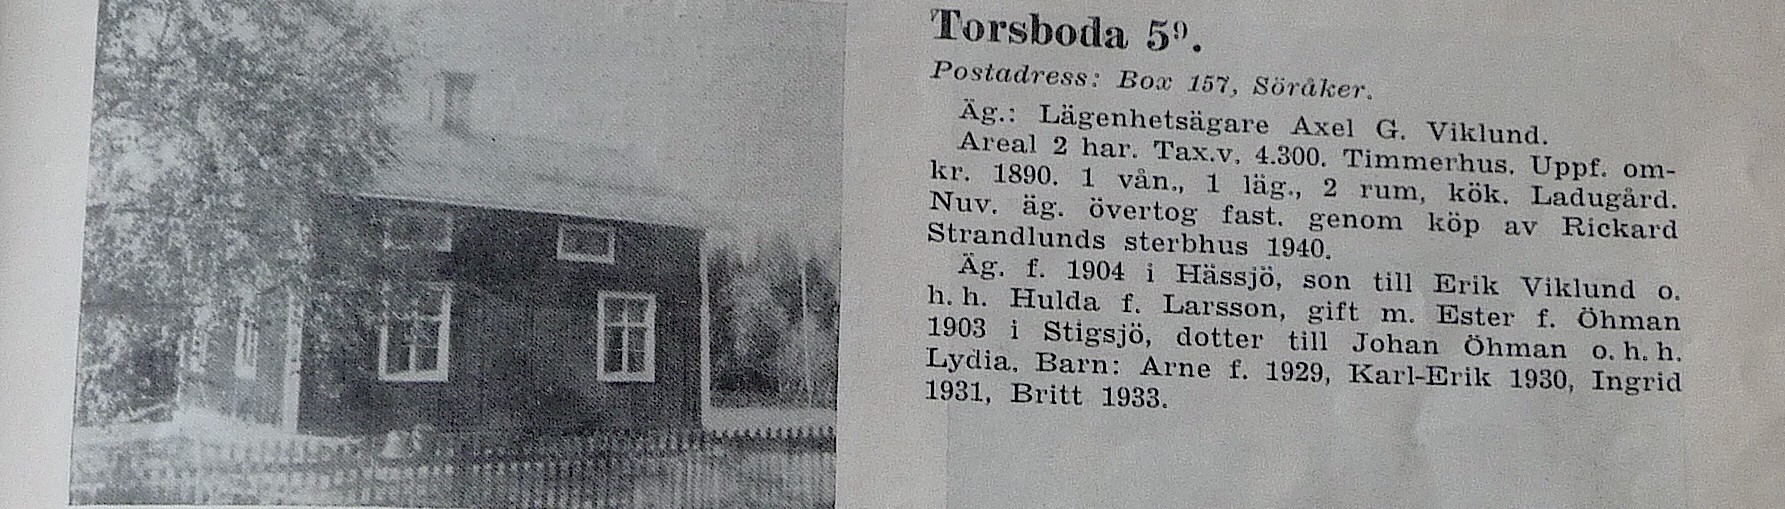 Torsboda 5⁹.
Postadress: Box 157, Söråker.
Äg.: Lägenhetsägare Axel G. Viklund.
Areal 2 har. Tax.v. 4.300. Timmerhus. Uppf. om-
kr. 1890. 1 vån., 1 läg., 2 rum, kök. Ladugård.
Nuv. äg. övertog fast. genom köp av Rickard
Strandlunds sterbhus 1940.
Äg. f. 1904 i Hässjö, son till Erik Viklund o.
h. h. Hulda f. Larsson, gift m. Ester f. Öhman
1903 i Stigsjö, dotter till Johan Öhman o. h. h.
Lydia. Barn: Arne f. 1929, Karl-Erik 1930, Ingrid
1931, Britt 1933.